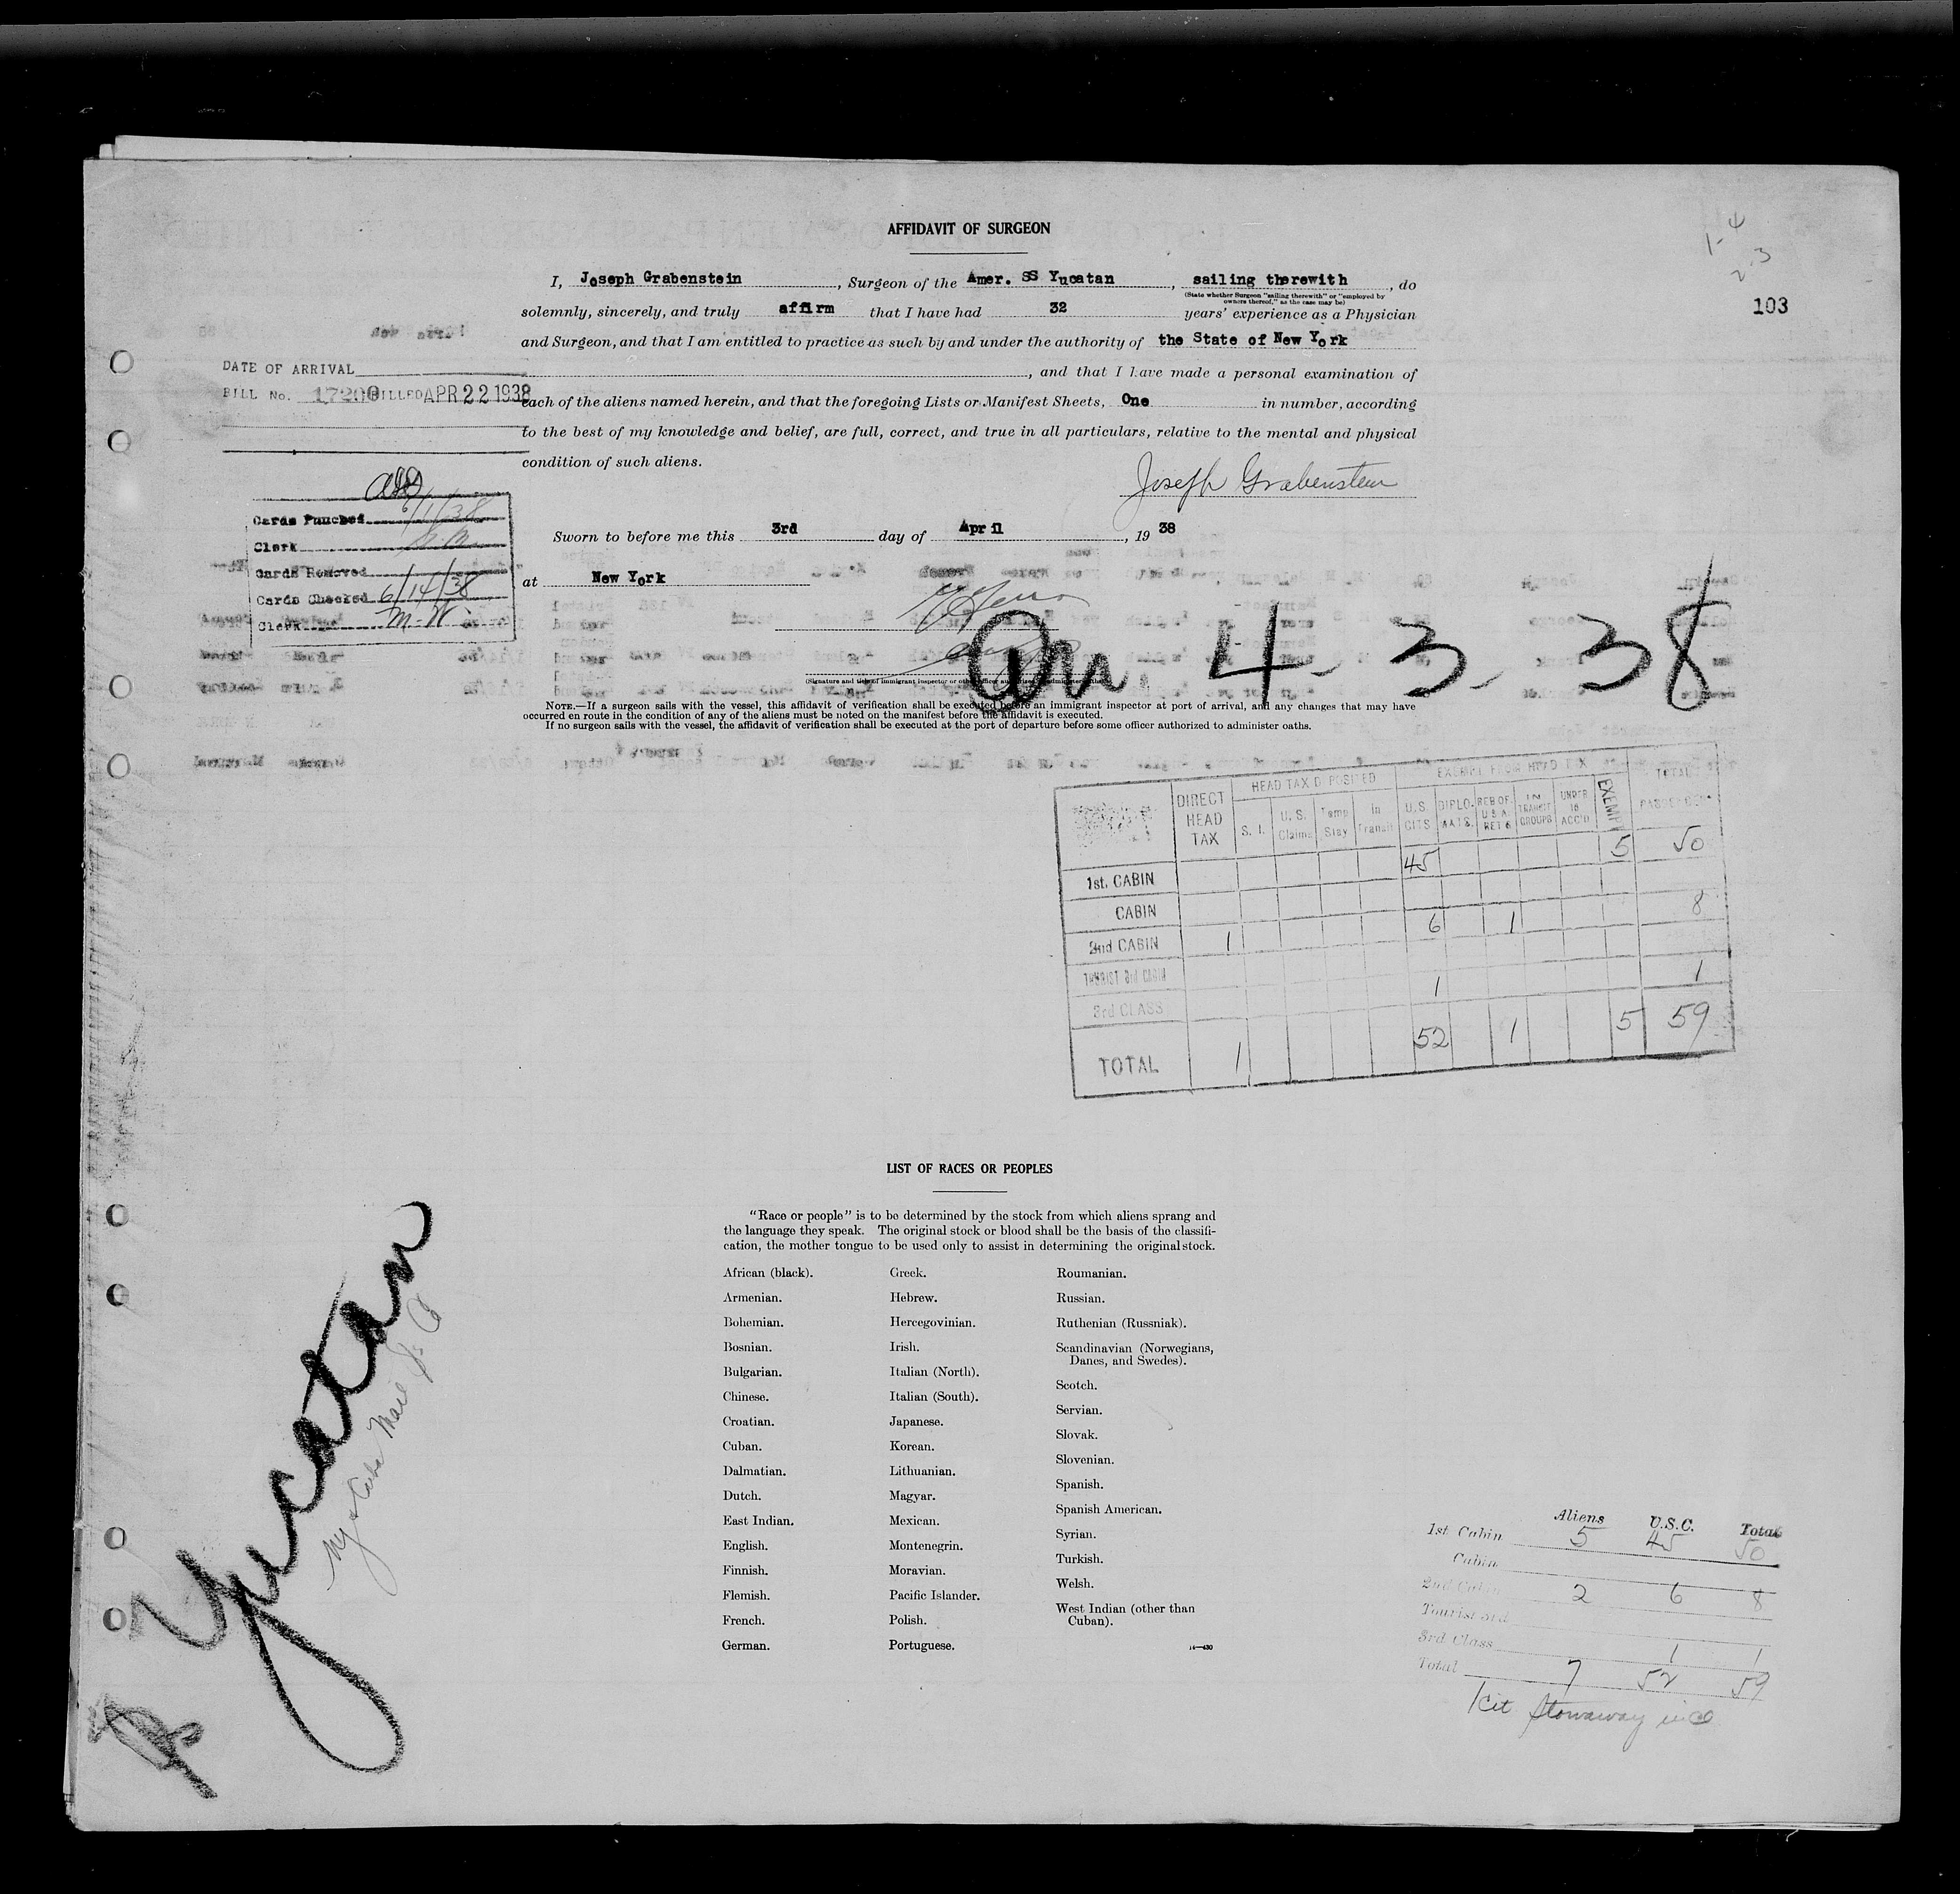 AFFIDAVIT OF SURGEON
1-4
2-3
103
I, Joseph Grabenstein, Surgeon of the Amer. SS Yucatan, sailing therewith, do
(State whether Surgeon "sailing therewith" or "employed by
owners thereof," as the case may be)
solemnly, sincerely, and truly affirm that I have had 32 years' experience as a Physician
and Surgeon, and that I am entitled to practice as such by and under the authority of the State of New York
, and that I have made a personal examination of
each of the aliens named herein, and that the foregoing Lists or Manifest Sheets, One in number, according
to the best of my knowledge and belief, are full, correct, and true in all particulars, relative to the mental and physical
condition of such aliens.
Joseph Grabenstein
DATE OF ARRIVAL
BILL No. 17200 BILLED APR 22 1938
Cards Punched 6/1/38
Clerk
Cards Removed
Cards Checked 6/14/38
Clerk M-W
Sworn to before me this 3rd day of April, 19 38
at New York
4 - 3 - 38
NOTE.—If a surgeon sails with the vessel, this affidavit of verification shall be executed before an immigrant inspector at port of arrival, and any changes that may have
occurred en route in the condition of any of the aliens must be noted on the manifest before the affidavit is executed.
If no surgeon sails with the vessel, the affidavit of verification shall be executed at the port of departure before some officer authorized to administer oaths.
DIRECT HEAD TAX
HEAD TAX DEPOSITED
EXEMPT FROM HEAD TAX
TOTAL PASSENGERS
S. I.
U. S. Claims
Temp Stay
In Transit
U.S. CITS
DIPLO- MATS.
RES OF U.S.A. RET'G
IN TRANSIT GROUPS
UNDER 16 ACC'D
EXEMPT
1st. CABIN 45 5 50
CABIN
2nd CABIN 1 6 1 8
TOURIST 3rd CABIN
3rd CLASS 1 1
TOTAL 1 52 1 5 59
LIST OF RACES OR PEOPLES
"Race or people" is to be determined by the stock from which aliens sprang and
the language they speak. The original stock or blood shall be the basis of the classifi-
cation, the mother tongue to be used only to assist in determining the original stock.
African (black).
Armenian.
Bohemian.
Bosnian.
Bulgarian.
Chinese.
Croatian.
Cuban.
Dalmatian.
Dutch.
East Indian.
English.
Finnish.
Flemish.
French.
German.
Greek.
Hebrew.
Hercegovinian.
Irish.
Italian (North).
Italian (South).
Japanese.
Korean.
Lithuanian.
Magyar.
Mexican.
Montenegrin.
Moravian.
Pacific Islander.
Polish.
Portuguese.
Roumanian.
Russian.
Ruthenian (Russniak).
Scandinavian (Norwegians,
Danes, and Swedes).
Scotch.
Servian.
Slovak.
Slovenian.
Spanish.
Spanish American.
Syrian.
Turkish.
Welsh.
West Indian (other than
Cuban).
14—430
Yucatan
NY & Cuba Mail S. Co
Aliens U.S.C. Total
1st Cabin 5 45 50
Cabin
2nd Cabin 2 6 8
Tourist 3rd
3rd Class 1 1
Total 7 52 59
1 cit Stowaway